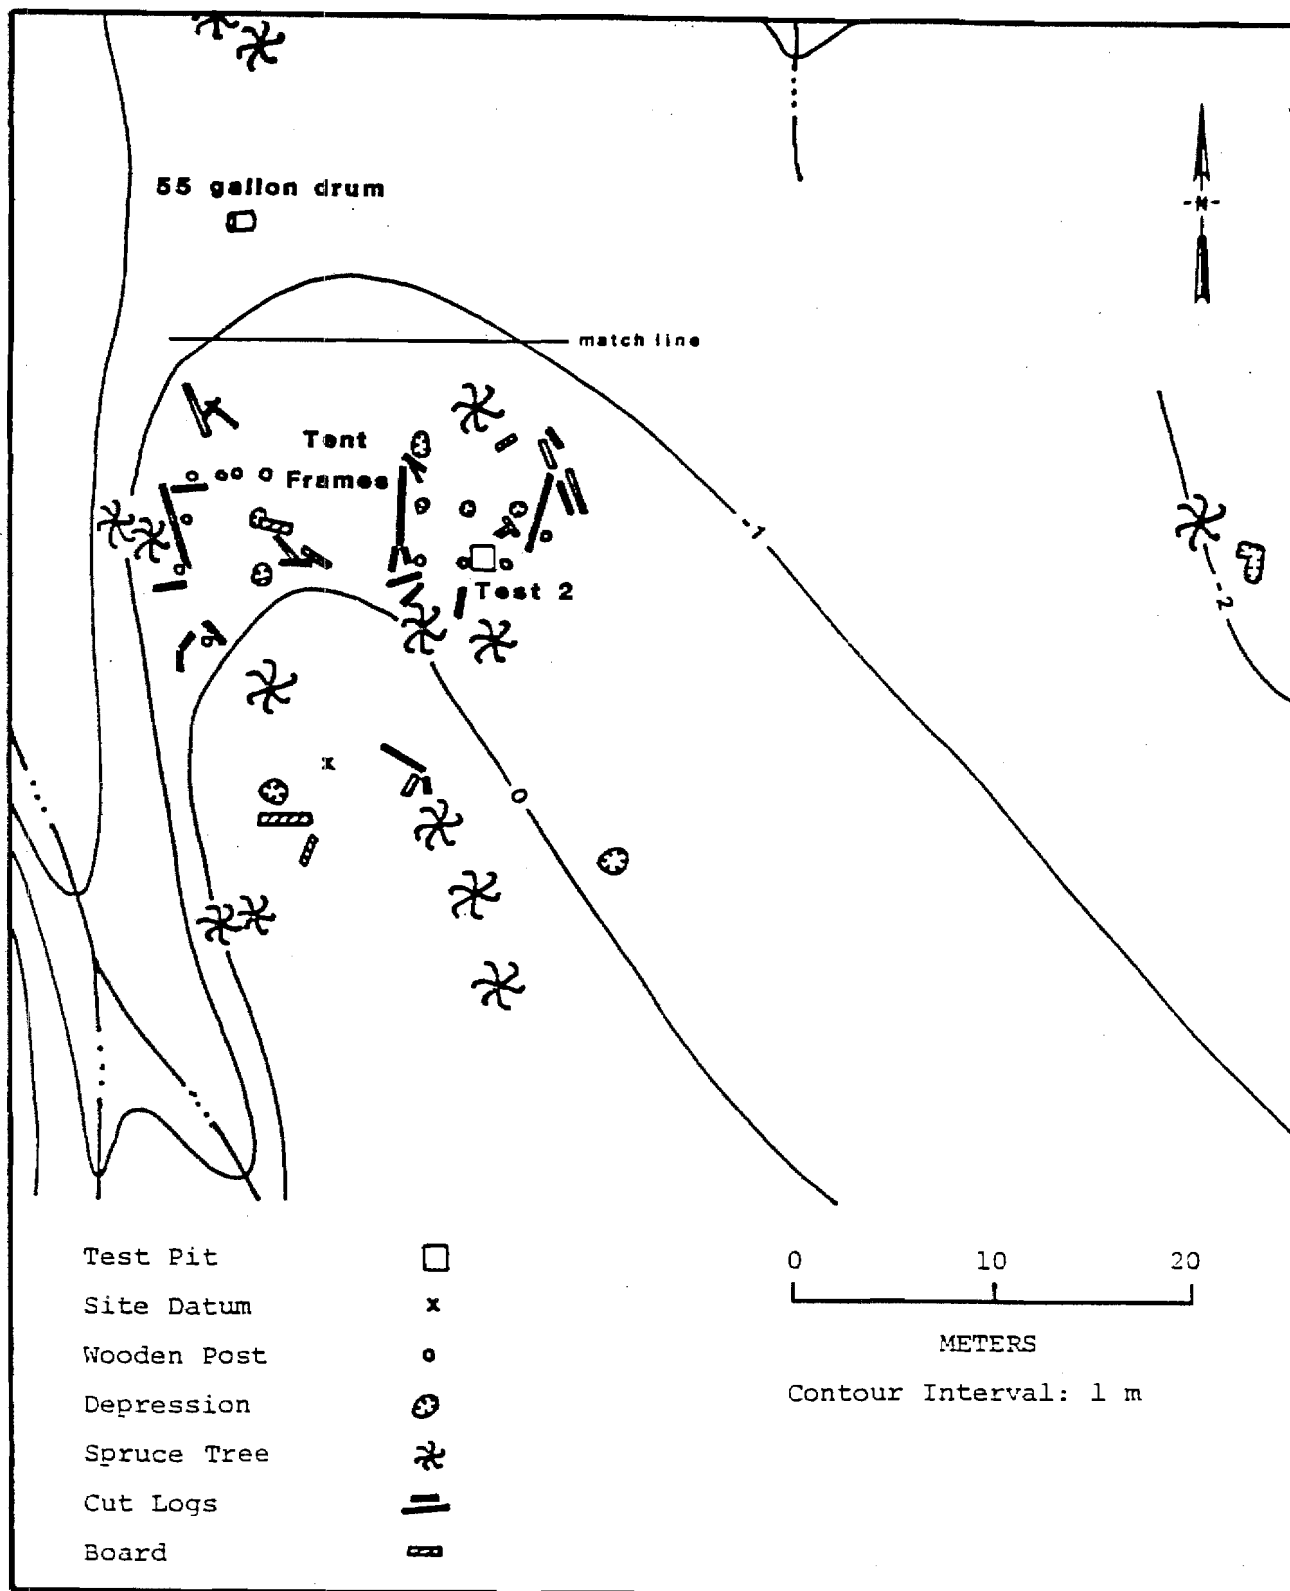 55 gallon drum
-N-
match line
Tent
Frames
-1
Test 2
-2
x
0
Test Pit
Site Datum x
Wooden Post
Depression
Spruce Tree
Cut Logs
Board
0 10 20
METERS
Contour Interval: 1 m